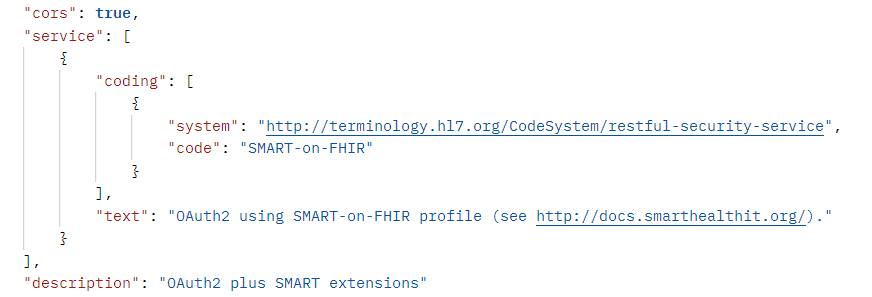 "cors": true,
"service": [
{
"coding": [
{
"system": "http://terminology.hl7.org/CodeSystem/restful-security-service",
"code": "SMART-on-FHIR"
}
],
"text": "OAuth2 using SMART-on-FHIR profile (see http://docs.smarthealthit.org/)."
}
],
"description": "OAuth2 plus SMART extensions"